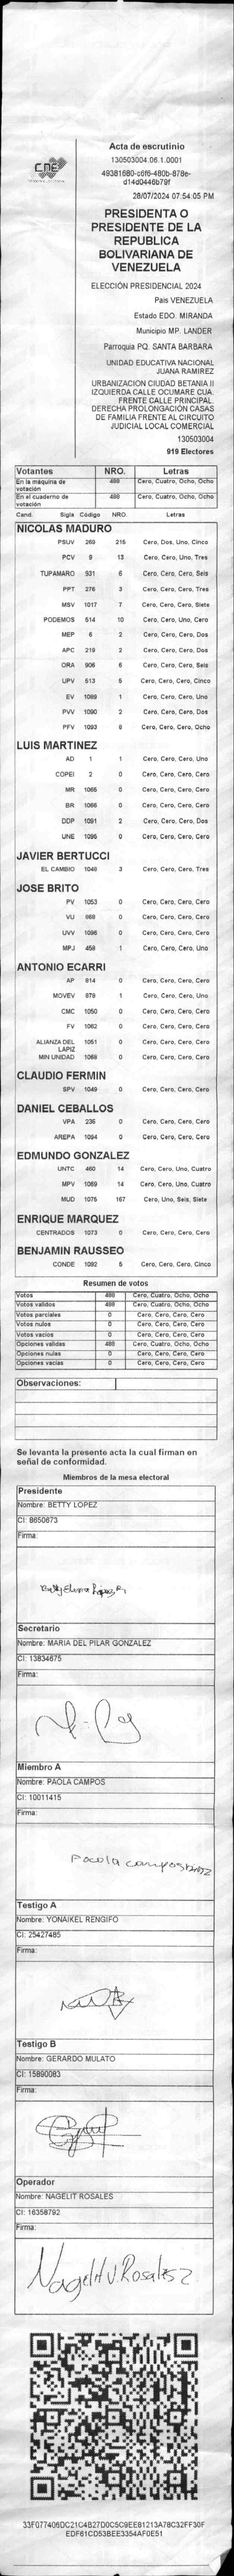 CNE
Acta de escrutinio
130503004.06.1.0001
49381680-c6f6-480b-878e-
d14d0446b79f
28/07/2024 07:54:05 PM
PRESIDENTA O
PRESIDENTE DE LA
REPUBLICA
BOLIVARIANA DE
VENEZUELA
ELECCIÓN PRESIDENCIAL 2024
Pais VENEZUELA
Estado EDO. MIRANDA
Municipio MP. LANDER
Parroquia PQ. SANTA BARBARA
UNIDAD EDUCATIVA NACIONAL
JUANA RAMIREZ
URBANIZACION CIUDAD BETANIA II
IZQUIERDA CALLE OCUMARE CUA.
FRENTE CALLE PRINCIPAL.
DERECHA PROLONGACIÓN CASAS
DE FAMILIA FRENTE AL CIRCUITO
JUDICIAL LOCAL COMERCIAL
130503004
919 Electores
Votantes NRO. Letras
En la máquina de votación 488 Cero, Cuatro, Ocho, Ocho
En el cuaderno de votación 488 Cero, Cuatro, Ocho, Ocho
Cand. Sigla Código NRO. Letras
NICOLAS MADURO
PSUV 269 215 Cero, Dos, Uno, Cinco
PCV 9 13 Cero, Cero, Uno, Tres
TUPAMARO 931 6 Cero, Cero, Cero, Seis
PPT 276 3 Cero, Cero, Cero, Tres
MSV 1017 7 Cero, Cero, Cero, Siete
PODEMOS 514 10 Cero, Cero, Uno, Cero
MEP 6 2 Cero, Cero, Cero, Dos
APC 219 2 Cero, Cero, Cero, Dos
ORA 906 6 Cero, Cero, Cero, Seis
UPV 513 5 Cero, Cero, Cero, Cinco
EV 1089 1 Cero, Cero, Cero, Uno
PVV 1090 2 Cero, Cero, Cero, Dos
PFV 1093 8 Cero, Cero, Cero, Ocho
LUIS MARTINEZ
AD 1 1 Cero, Cero, Cero, Uno
COPEI 2 0 Cero, Cero, Cero, Cero
MR 1065 0 Cero, Cero, Cero, Cero
BR 1066 0 Cero, Cero, Cero, Cero
DDP 1091 2 Cero, Cero, Cero, Dos
UNE 1095 0 Cero, Cero, Cero, Cero
JAVIER BERTUCCI
EL CAMBIO 1048 3 Cero, Cero, Cero, Tres
JOSE BRITO
PV 1053 0 Cero, Cero, Cero, Cero
VU 868 0 Cero, Cero, Cero, Cero
UVV 1096 0 Cero, Cero, Cero, Cero
MPJ 458 1 Cero, Cero, Cero, Uno
ANTONIO ECARRI
AP 814 0 Cero, Cero, Cero, Cero
MOVEV 978 1 Cero, Cero, Cero, Uno
CMC 1050 0 Cero, Cero, Cero, Cero
FV 1062 0 Cero, Cero, Cero, Cero
ALIANZA DEL LAPIZ 1051 0 Cero, Cero, Cero, Cero
MIN UNIDAD 1068 0 Cero, Cero, Cero, Cero
CLAUDIO FERMIN
SPV 1049 0 Cero, Cero, Cero, Cero
DANIEL CEBALLOS
VPA 236 0 Cero, Cero, Cero, Cero
AREPA 1094 0 Cero, Cero, Cero, Cero
EDMUNDO GONZALEZ
UNTC 460 14 Cero, Cero, Uno, Cuatro
MPV 1069 14 Cero, Cero, Uno, Cuatro
MUD 1075 167 Cero, Uno, Seis, Siete
ENRIQUE MARQUEZ
CENTRADOS 1073 0 Cero, Cero, Cero, Cero
BENJAMIN RAUSSEO
CONDE 1092 5 Cero, Cero, Cero, Cinco
Resumen de votos
Votos 488 Cero, Cuatro, Ocho, Ocho
Votos validos 488 Cero, Cuatro, Ocho, Ocho
Votos parciales 0 Cero, Cero, Cero, Cero
Votos nulos 0 Cero, Cero, Cero, Cero
Votos vacios 0 Cero, Cero, Cero, Cero
Opciones validas 488 Cero, Cuatro, Ocho, Ocho
Opciones nulas 0 Cero, Cero, Cero, Cero
Opciones vacias 0 Cero, Cero, Cero, Cero
Observaciones:
Se levanta la presente acta la cual firman en
señal de conformidad.
Miembros de la mesa electoral
Presidente
Nombre: BETTY LOPEZ
CI: 8650673
Firma:
Betty Elena López R.
Secretario
Nombre: MARIA DEL PILAR GONZALEZ
CI: 13834675
Firma:
Miembro A
Nombre: PAOLA CAMPOS
CI: 10011415
Firma:
Paola campos
Testigo A
Nombre: YONAIKEL RENGIFO
CI: 25427485
Firma:
Testigo B
Nombre: GERARDO MULATO
CI: 15890083
Firma:
Operador
Nombre: NAGELIT ROSALES
CI: 16358792
Firma:
Nagelit Rosales
33F077406DC21C4B27D0C5C9EE81213A78C32FF30F
EDF61CD53BEE3354AF0E51